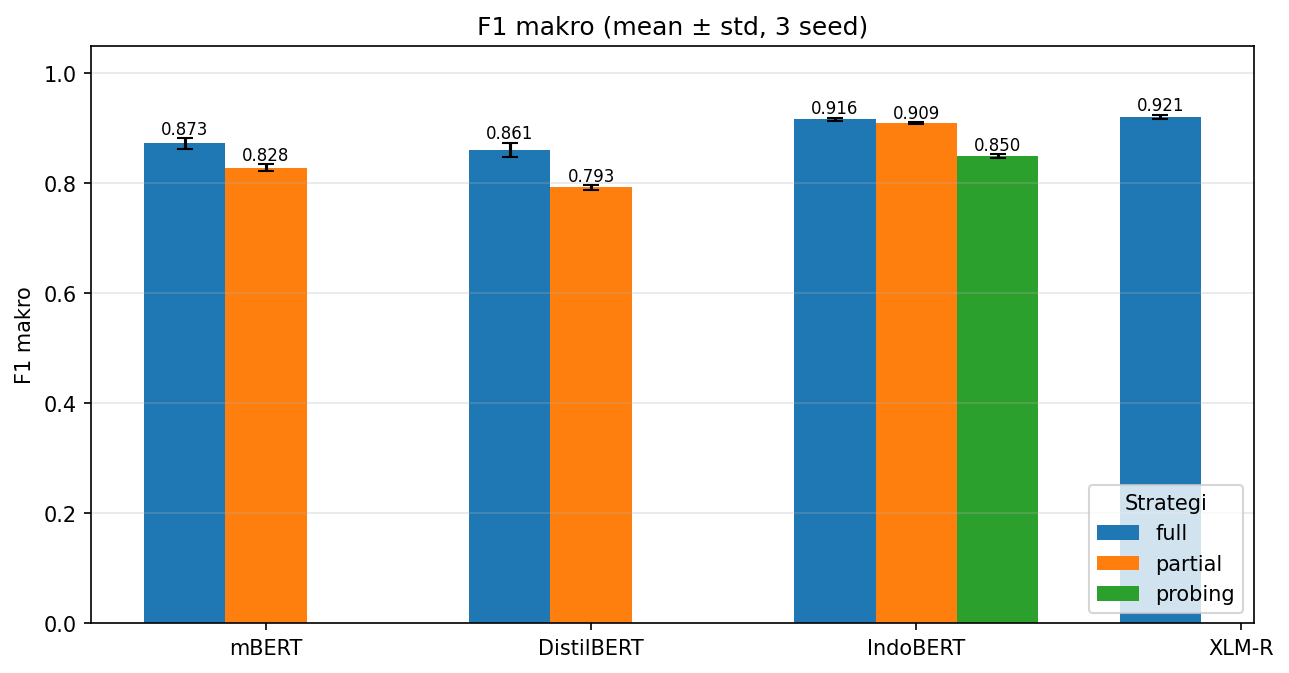 F1 makro (mean ± std, 3 seed)
F1 makro
1.0
0.8
0.6
0.4
0.2
0.0
0.873
0.828
0.861
0.793
0.916
0.909
0.850
0.921
Strategi
full
partial
probing
mBERT
DistilBERT
IndoBERT
XLM-R